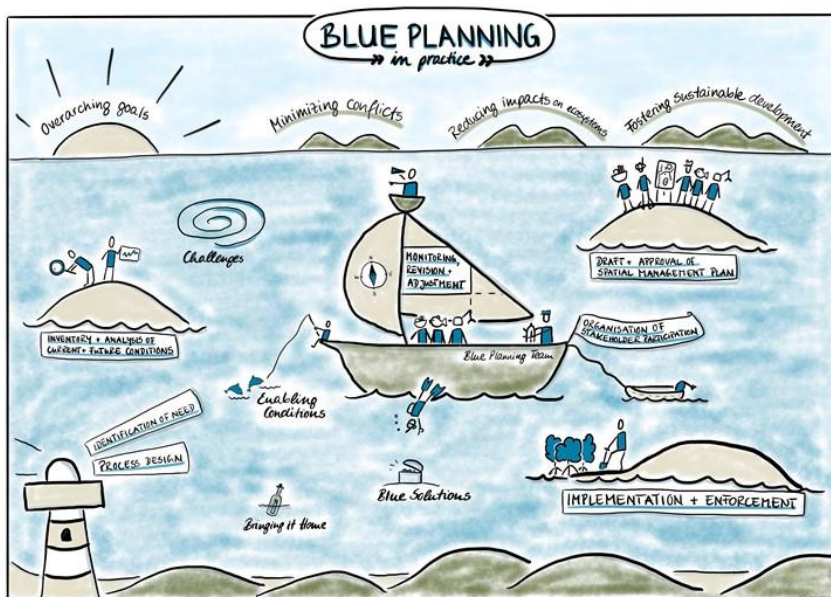 BLUE PLANNING
in practice
Overarching goals
Minimizing conflicts
Reducing impacts on ecosystems
Fostering sustainable development
Challenges
MONITORING,
REVISION +
ADJUSTMENT
DRAFT + APPROVAL OF
SPATIAL MANAGEMENT PLAN
INVENTORY + ANALYSIS OF
CURRENT + FUTURE CONDITIONS
ORGANISATION OF
STAKEHOLDER PARTICIPATION
Blue Planning Team
Enabling
Conditions
IDENTIFICATION OF NEED
PROCESS DESIGN
Blue Solutions
Bringing it Home
IMPLEMENTATION + ENFORCEMENT